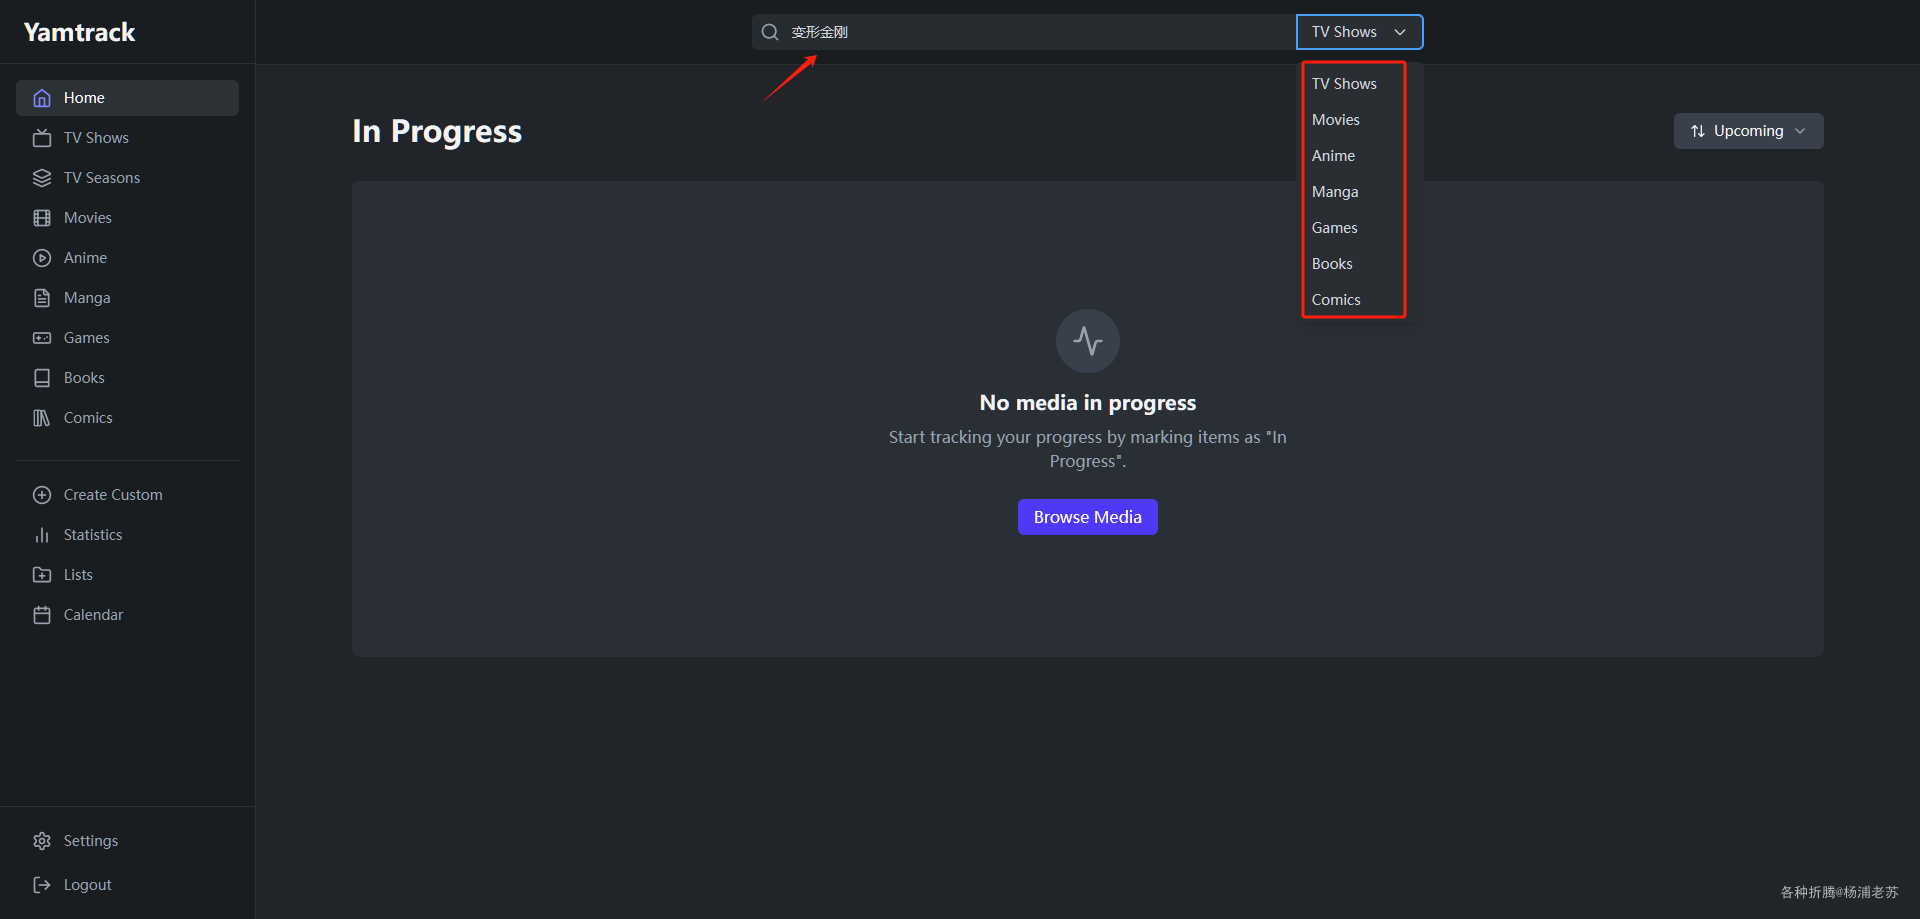 Yamtrack
变形金刚
TV Shows
Home
TV Shows
TV Seasons
Movies
Anime
Manga
Games
Books
Comics
Create Custom
Statistics
Lists
Calendar
Settings
Logout
TV Shows
Movies
Anime
Manga
Games
Books
Comics
In Progress
Upcoming
No media in progress
Start tracking your progress by marking items as "In
Progress".
Browse Media
各种折腾@杨浦老苏